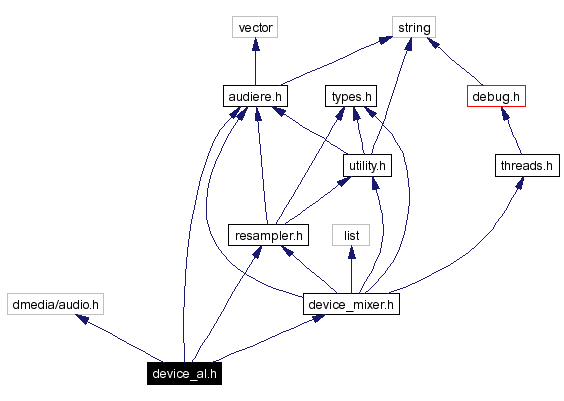 vector
string
audiere.h
types.h
debug.h
utility.h
threads.h
resampler.h
list
dmedia/audio.h
device_mixer.h
device_al.h